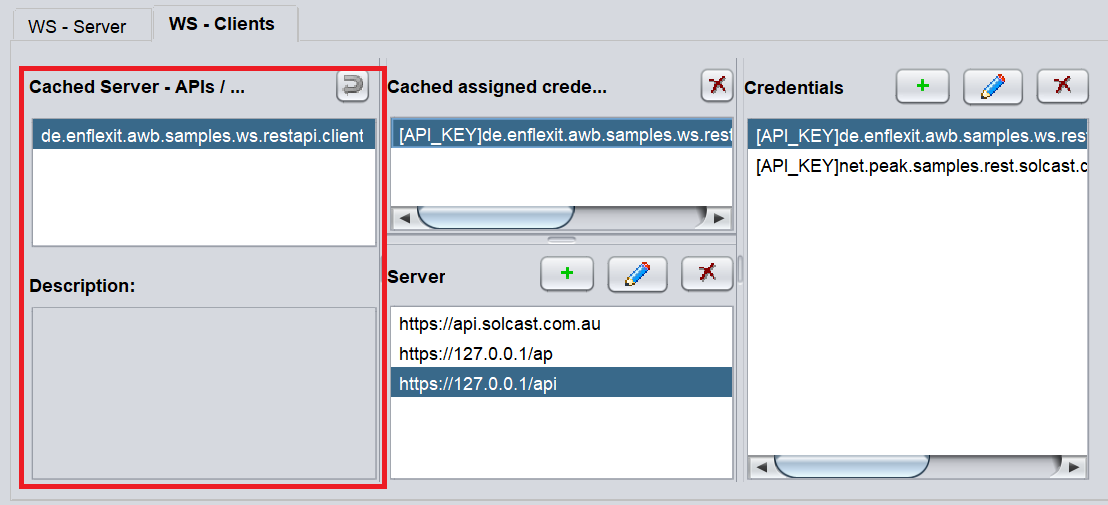 WS - Server
WS - Clients
Cached Server - APIs / ...
de.enflexit.awb.samples.ws.restapi.client
Description:
Cached assigned crede...
[API_KEY]de.enflexit.awb.samples.ws.rest
Server
https://api.solcast.com.au
https://127.0.0.1/ap
https://127.0.0.1/api
Credentials
[API_KEY]de.enflexit.awb.samples.ws.res
[API_KEY]net.peak.samples.rest.solcast.c